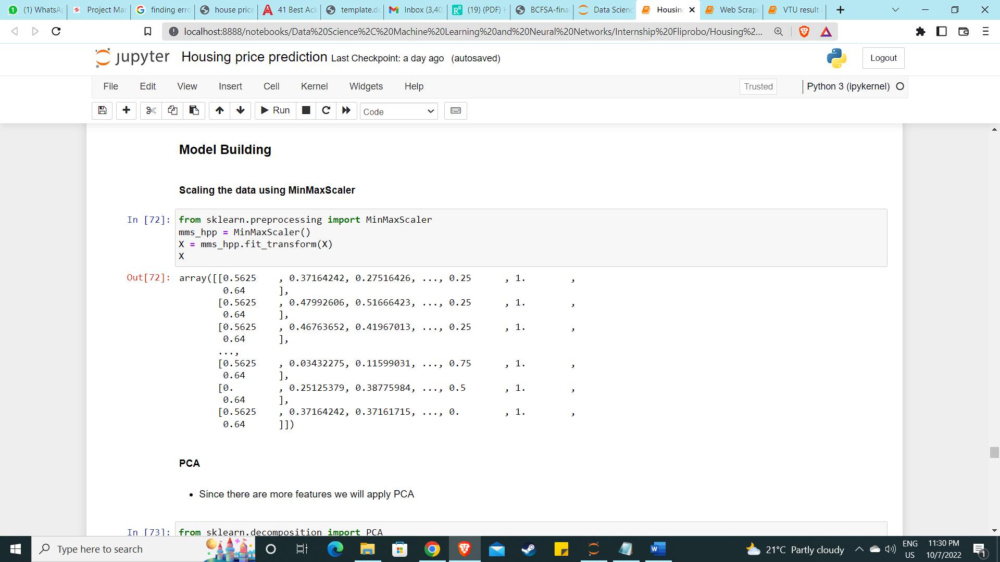 (1) WhatsA
Project Mar
finding erro
house price
41 Best Ack
template.do
Inbox (3,40
(19) (PDF) H
BCFSA-final
Data Scienc
Housing
Web Scrapi
VTU result a
localhost:8888/notebooks/Data%20Science%2C%20Machine%20Learning%20and%20Neural%20Networks/Internship%20Fliprobo/Housing%2...
jupyter Housing price prediction Last Checkpoint: a day ago (autosaved)
Logout
File Edit View Insert Cell Kernel Widgets Help
Trusted
Python 3 (ipykernel)
Run
Code
Model Building
Scaling the data using MinMaxScaler
In [72]: from sklearn.preprocessing import MinMaxScaler
mms_hpp = MinMaxScaler()
X = mms_hpp.fit_transform(X)
X
Out[72]: array([[0.5625 , 0.37164242, 0.27516426, ..., 0.25 , 1. ,
0.64 ],
[0.5625 , 0.47992606, 0.51666423, ..., 0.25 , 1. ,
0.64 ],
[0.5625 , 0.46763652, 0.41967013, ..., 0.25 , 1. ,
0.64 ],
...,
[0.5625 , 0.03432275, 0.11599031, ..., 0.75 , 1. ,
0.64 ],
[0. , 0.25125379, 0.38775984, ..., 0.5 , 1. ,
0.64 ],
[0.5625 , 0.37164242, 0.37161715, ..., 0. , 1. ,
0.64 ]])
PCA
• Since there are more features we will apply PCA
In [73]: from sklearn.decomposition import PCA
Type here to search
21°C Partly cloudy
ENG
US
11:30 PM
10/7/2022
1